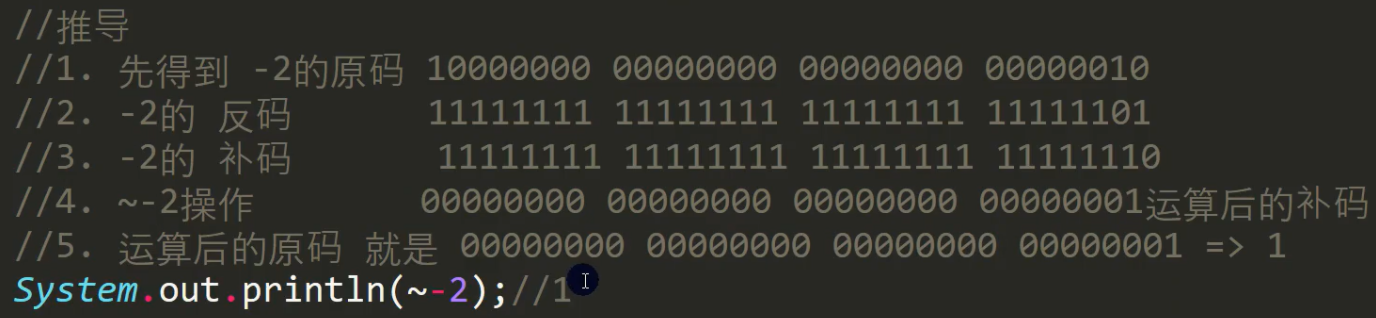 //推导
//1. 先得到 -2的原码 10000000 00000000 00000000 00000010
//2. -2的 反码 11111111 11111111 11111111 11111101
//3. -2的 补码 11111111 11111111 11111111 11111110
//4. ~-2操作 00000000 00000000 00000000 00000001运算后的补码
//5. 运算后的原码 就是 00000000 00000000 00000000 00000001 => 1
System.out.println(~-2);//1